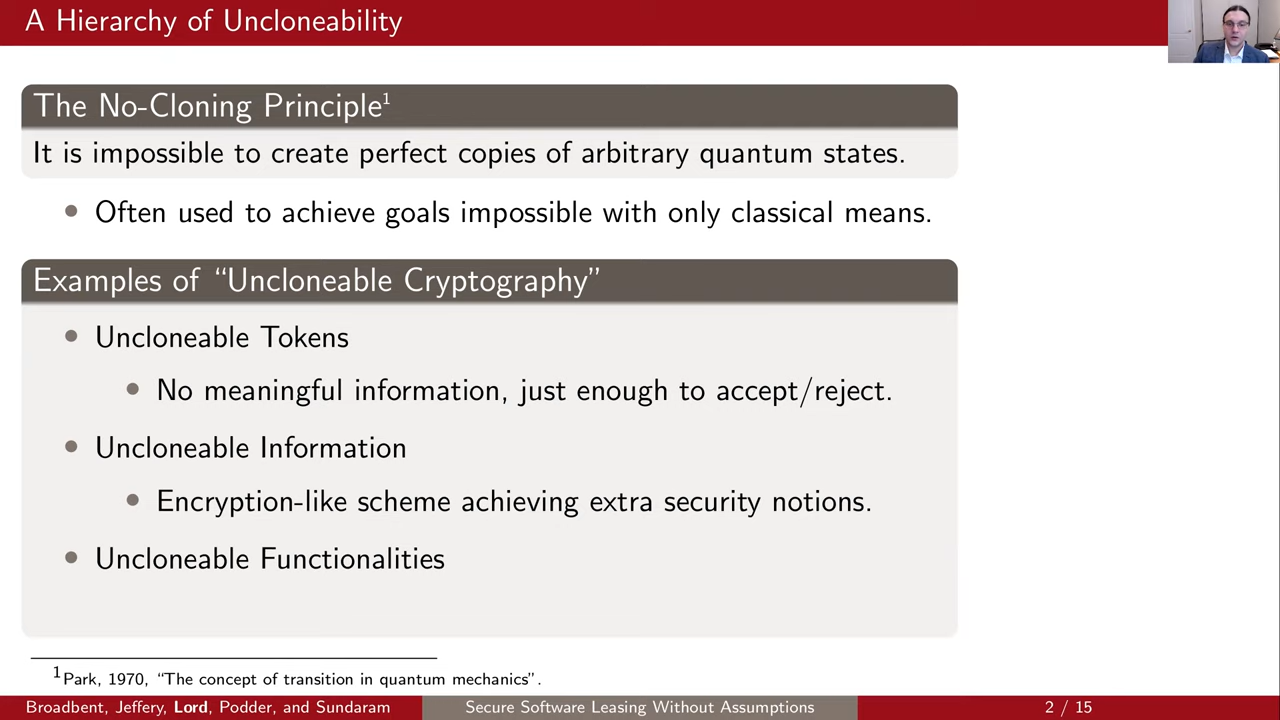 A Hierarchy of Uncloneability
The No-Cloning Principle¹
It is impossible to create perfect copies of arbitrary quantum states.
• Often used to achieve goals impossible with only classical means.
Examples of “Uncloneable Cryptography”
• Uncloneable Tokens
• No meaningful information, just enough to accept/reject.
• Uncloneable Information
• Encryption-like scheme achieving extra security notions.
• Uncloneable Functionalities
¹Park, 1970, “The concept of transition in quantum mechanics”.
Broadbent, Jeffery, Lord, Podder, and Sundaram Secure Software Leasing Without Assumptions 2 / 15